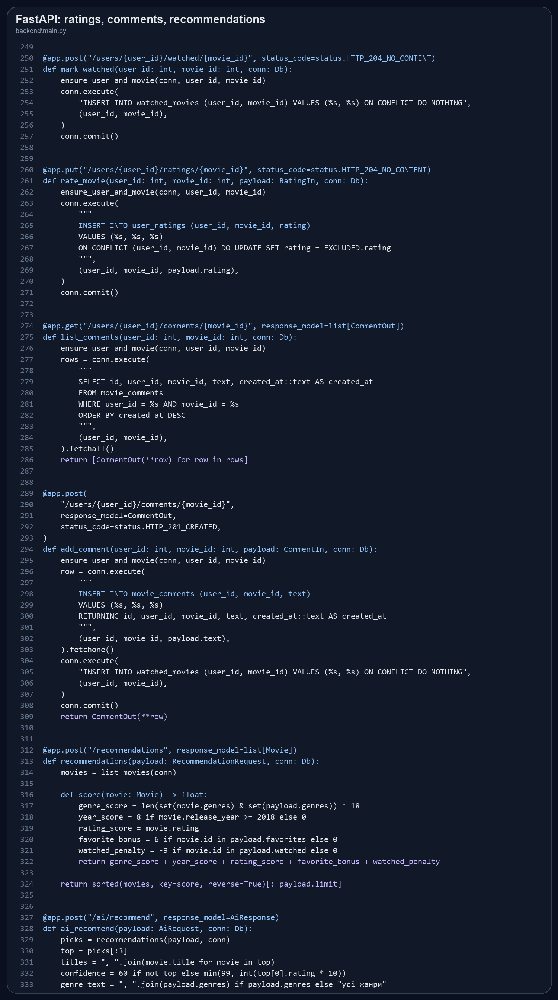 FastAPI: ratings, comments, recommendations
backend\main.py
249
250 @app.post("/users/{user_id}/watched/{movie_id}", status_code=status.HTTP_204_NO_CONTENT)
251 def mark_watched(user_id: int, movie_id: int, conn: Db):
252     ensure_user_and_movie(conn, user_id, movie_id)
253     conn.execute(
254         "INSERT INTO watched_movies (user_id, movie_id) VALUES (%s, %s) ON CONFLICT DO NOTHING",
255         (user_id, movie_id),
256     )
257     conn.commit()
258
259
260 @app.put("/users/{user_id}/ratings/{movie_id}", status_code=status.HTTP_204_NO_CONTENT)
261 def rate_movie(user_id: int, movie_id: int, payload: RatingIn, conn: Db):
262     ensure_user_and_movie(conn, user_id, movie_id)
263     conn.execute(
264         """
265         INSERT INTO user_ratings (user_id, movie_id, rating)
266         VALUES (%s, %s, %s)
267         ON CONFLICT (user_id, movie_id) DO UPDATE SET rating = EXCLUDED.rating
268         """,
269         (user_id, movie_id, payload.rating),
270     )
271     conn.commit()
272
273
274 @app.get("/users/{user_id}/comments/{movie_id}", response_model=list[CommentOut])
275 def list_comments(user_id: int, movie_id: int, conn: Db):
276     ensure_user_and_movie(conn, user_id, movie_id)
277     rows = conn.execute(
278         """
279         SELECT id, user_id, movie_id, text, created_at::text AS created_at
280         FROM movie_comments
281         WHERE user_id = %s AND movie_id = %s
282         ORDER BY created_at DESC
283         """,
284         (user_id, movie_id),
285     ).fetchall()
286     return [CommentOut(**row) for row in rows]
287
288
289 @app.post(
290     "/users/{user_id}/comments/{movie_id}",
291     response_model=CommentOut,
292     status_code=status.HTTP_201_CREATED,
293 )
294 def add_comment(user_id: int, movie_id: int, payload: CommentIn, conn: Db):
295     ensure_user_and_movie(conn, user_id, movie_id)
296     row = conn.execute(
297         """
298         INSERT INTO movie_comments (user_id, movie_id, text)
299         VALUES (%s, %s, %s)
300         RETURNING id, user_id, movie_id, text, created_at::text AS created_at
301         """,
302         (user_id, movie_id, payload.text),
303     ).fetchone()
304     conn.execute(
305         "INSERT INTO watched_movies (user_id, movie_id) VALUES (%s, %s) ON CONFLICT DO NOTHING",
306         (user_id, movie_id),
307     )
308     conn.commit()
309     return CommentOut(**row)
310
311
312 @app.post("/recommendations", response_model=list[Movie])
313 def recommendations(payload: RecommendationRequest, conn: Db):
314     movies = list_movies(conn)
315
316     def score(movie: Movie) -> float:
317         genre_score = len(set(movie.genres) & set(payload.genres)) * 18
318         year_score = 8 if movie.release_year >= 2018 else 0
319         rating_score = movie.rating
320         favorite_bonus = 6 if movie.id in payload.favorites else 0
321         watched_penalty = -9 if movie.id in payload.watched else 0
322         return genre_score + year_score + rating_score + favorite_bonus + watched_penalty
323
324     return sorted(movies, key=score, reverse=True)[: payload.limit]
325
326
327 @app.post("/ai/recommend", response_model=AiResponse)
328 def ai_recommend(payload: AiRequest, conn: Db):
329     picks = recommendations(payload, conn)
330     top = picks[:3]
331     titles = ", ".join(movie.title for movie in top)
332     confidence = 60 if not top else min(99, int(top[0].rating * 10))
333     genre_text = ", ".join(payload.genres) if payload.genres else "усі жанри"